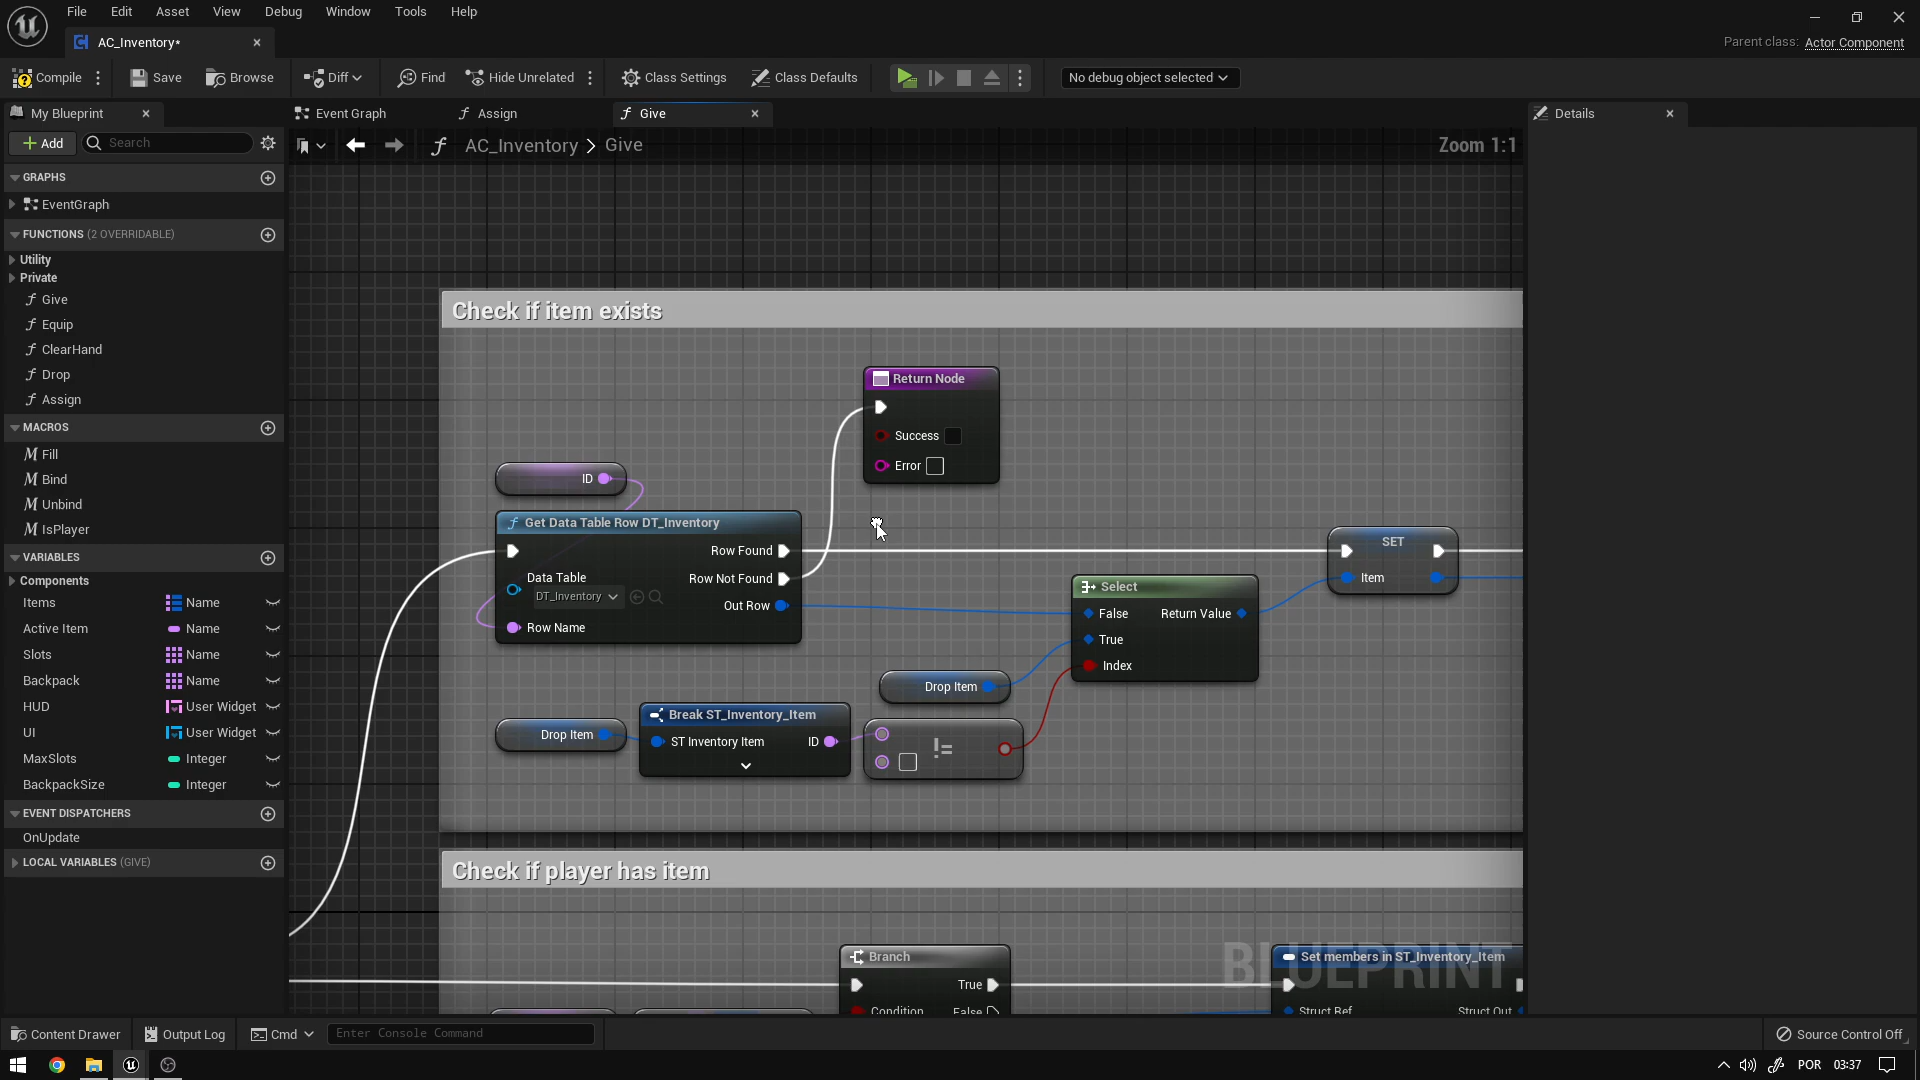 File Edit Asset View Debug Window Tools Help
AC_Inventory*
Parent class: Actor Component
Compile Save Browse Diff Find Hide Unrelated Class Settings Class Defaults No debug object selected
My Blueprint Event Graph Assign Give Details
Add Search
AC_Inventory > Give Zoom 1:1
GRAPHS
EventGraph
FUNCTIONS (2 OVERRIDABLE)
Utility
Private
Give
Equip
ClearHand
Drop
Assign
MACROS
Fill
Bind
Unbind
IsPlayer
VARIABLES
Components
Items Name
Active Item Name
Slots Name
Backpack Name
HUD User Widget
UI User Widget
MaxSlots Integer
BackpackSize Integer
EVENT DISPATCHERS
OnUpdate
LOCAL VARIABLES (GIVE)
Check if item exists
Return Node
Success
Error
ID
Get Data Table Row DT_Inventory
Row Found
Data Table Row Not Found
DT_Inventory
Out Row
Row Name
SET
Item
Select
False Return Value
True
Index
Drop Item
Drop Item
Break ST_Inventory_Item
ST Inventory Item ID
!=
Check if player has item
Branch
True
Condition False
Set members in ST_Inventory_Item
Struct Ref Struct Out
BLUEPRINT
Content Drawer Output Log Cmd Enter Console Command Source Control Off
POR 03:37